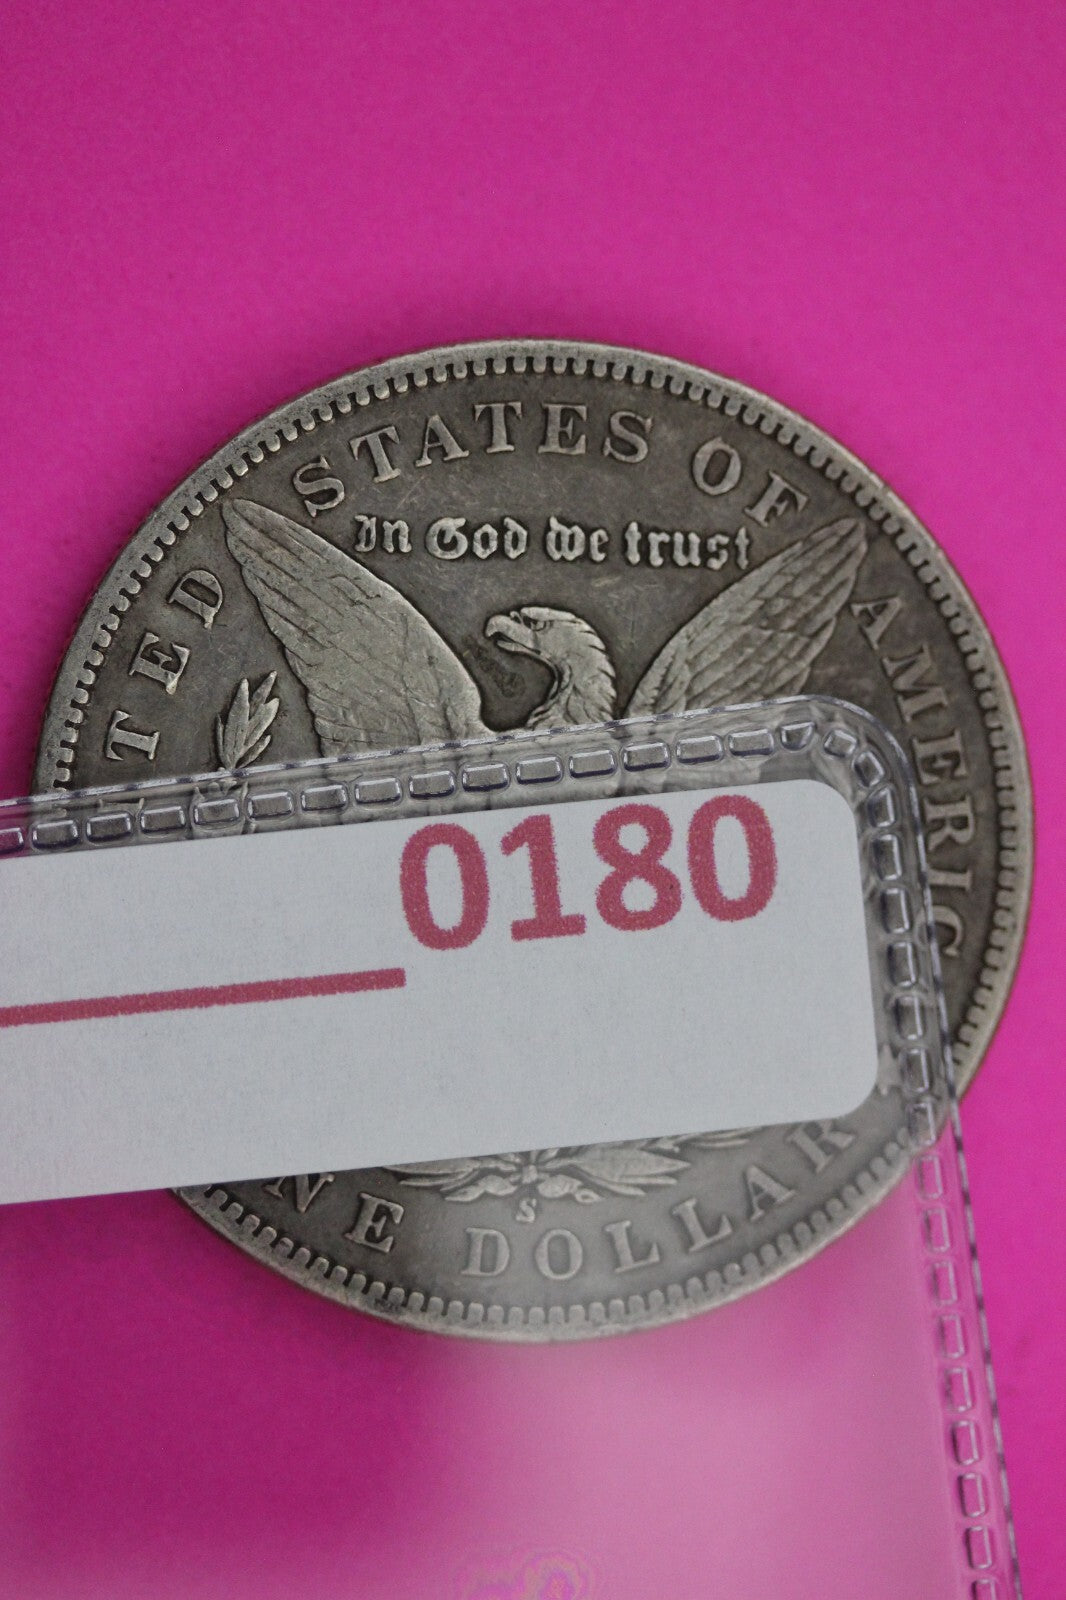 TED STATES OF AMERIC
In God we trust
0180
S
NE DOLLAR